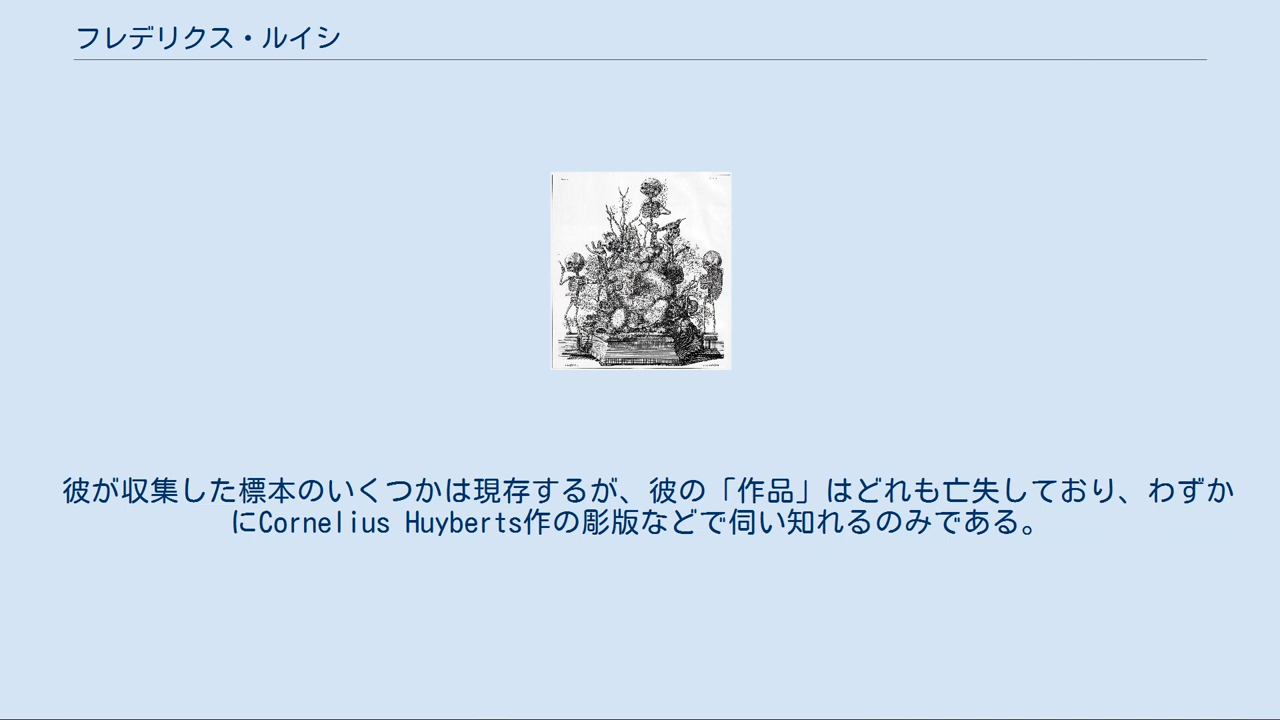 フレデリクス・ルイシ
彼が収集した標本のいくつかは現存するが、彼の「作品」はどれも亡失しており、わずか
にCornelius Huyberts作の彫版などで伺い知れるのみである。